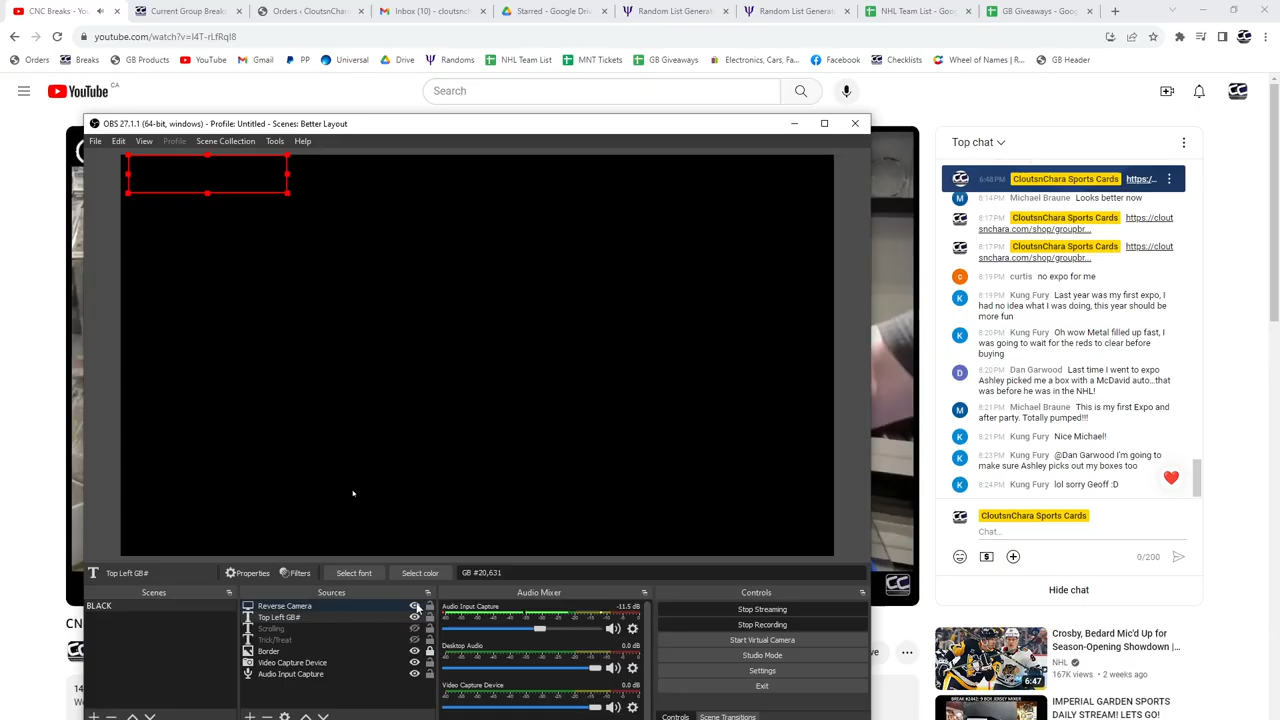 CNC Breaks - You
Current Group Breaks
Orders ‹ CloutsnChara
Inbox (10) - cloutsnc
Starred - Google Driv
Random List Generat
Random List Generat
NHL Team List - Goo
GB Giveaways - Goo
youtube.com/watch?v=I4T-rLfRqI8
Orders
Breaks
GB Products
YouTube
Gmail
PP
Universal
Drive
Randoms
NHL Team List
MNT Tickets
GB Giveaways
Electronics, Cars, Fa...
Facebook
Checklists
Wheel of Names | R...
GB Header
YouTube CA
Search
OBS 27.1.1 (64-bit, windows) - Profile: Untitled - Scenes: Better Layout
File Edit View Profile Scene Collection Tools Help
Top Left GB#
Properties
Filters
Select font
Select color
GB #20,631
Scenes
BLACK
Sources
Reverse Camera
Top Left GB#
Scrolling
Trick/Treat
Border
Video Capture Device
Audio Input Capture
Audio Mixer
Audio Input Capture -11.5 dB
Desktop Audio 0.0 dB
Video Capture Device 0.0 dB
Controls
Stop Streaming
Stop Recording
Start Virtual Camera
Studio Mode
Settings
Exit
Controls Scene Transitions
Top chat
6:48 PM CloutsnChara Sports Cards https:/...
8:14 PM Michael Braune Looks better now
8:17 PM CloutsnChara Sports Cards https://clout
snchara.com/shop/groupbr...
8:17 PM CloutsnChara Sports Cards https://clout
snchara.com/shop/groupbr...
8:19 PM curtis no expo for me
8:19 PM Kung Fury Last year was my first expo, I
had no idea what I was doing, this year should be
more fun
8:20 PM Kung Fury Oh wow Metal filled up fast, I
was going to wait for the reds to clear before
buying
8:20 PM Dan Garwood Last time I went to expo
Ashley picked me a box with a McDavid auto...that
was before he was in the NHL!
8:21 PM Michael Braune This is my first Expo and
after party. Totally pumped!!!
8:21 PM Kung Fury Nice Michael!
8:23 PM Kung Fury @Dan Garwood I'm going to
make sure Ashley picks out my boxes too
8:24 PM Kung Fury lol sorry Geoff :D
CloutsnChara Sports Cards
Chat...
0/200
Hide chat
Crosby, Bedard Mic'd Up for
Season-Opening Showdown |...
NHL
167K views • 2 weeks ago
6:47
BREAK #2442- 9 BOX JERSEY MIXER
IMPERIAL GARDEN SPORTS
DAILY STREAM! LETS GO!